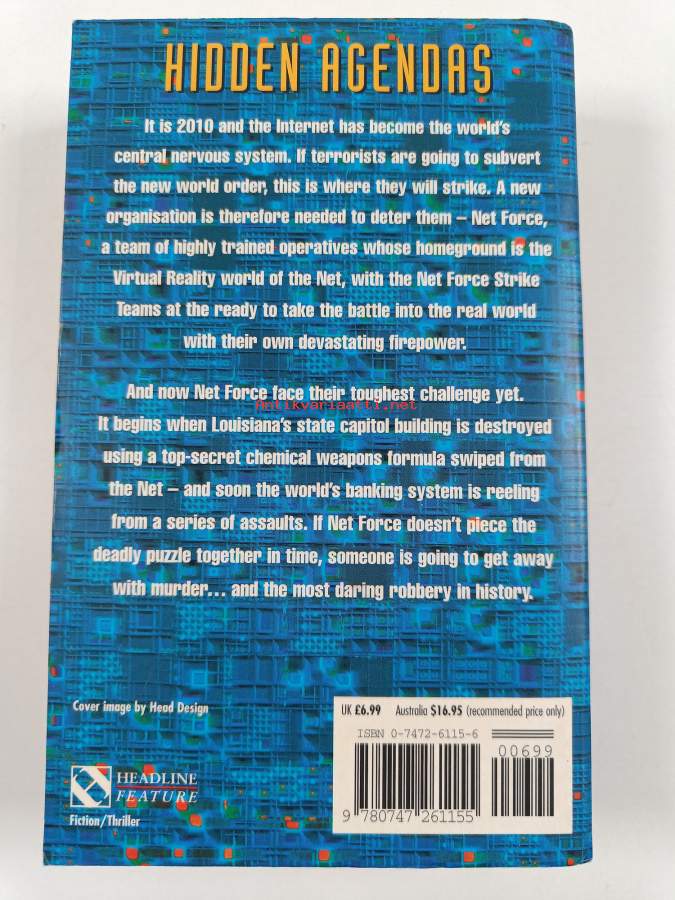 HIDDEN AGENDAS
It is 2010 and the Internet has become the world's
central nervous system. If terrorists are going to subvert
the new world order, this is where they will strike. A new
organisation is therefore needed to deter them – Net Force,
a team of highly trained operatives whose homeground is the
Virtual Reality world of the Net, with the Net Force Strike
Teams at the ready to take the battle into the real world
with their own devastating firepower.
And now Net Force face their toughest challenge yet.
Antikvariaatti.net
It begins when Louisiana's state capitol building is destroyed
using a top-secret chemical weapons formula swiped from
the Net – and soon the world's banking system is reeling
from a series of assaults. If Net Force doesn't piece the
deadly puzzle together in time, someone is going to get away
with murder... and the most daring robbery in history.
Cover image by Head Design
UK £6.99 Australia $16.95 (recommended price only)
ISBN 0-7472-6115-6
00699
9 780747 261155
HEADLINE
FEATURE
Fiction/Thriller